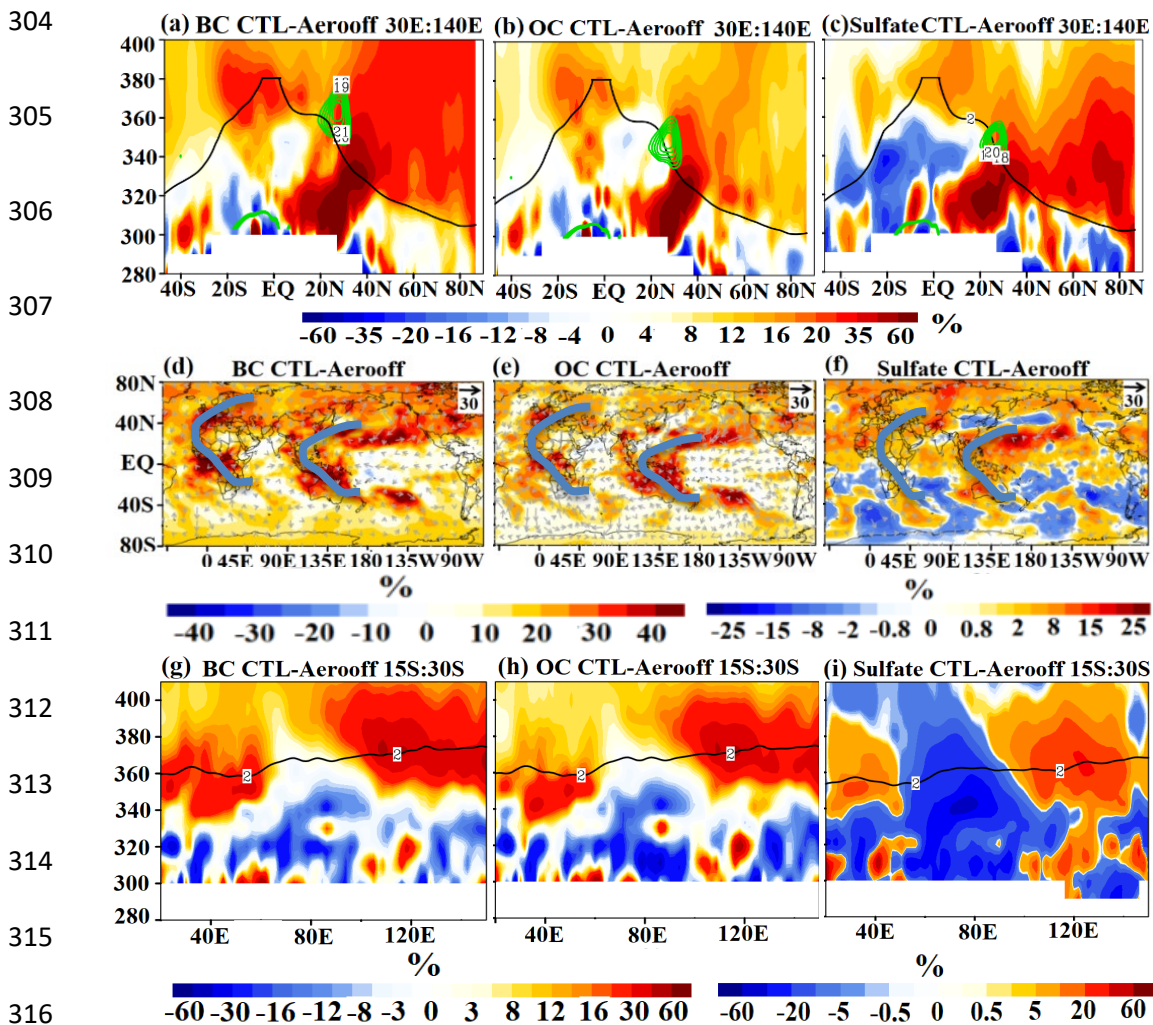 304
(a) BC CTL-Aerooff 30E:140E
(b) OC CTL-Aerooff 30E:140E
(c)Sulfate CTL-Aerooff 30E:140E
400
380
360
340
320
300
280
305
306
19
21
2
20
18
40S 20S EQ 20N 40N 60N 80N
40S 20S EQ 20N 40N 60N 80N
40S 20S EQ 20N 40N 60N 80N
307
-60 -35 -20 -16 -12 -8 -4 0 4 8 12 16 20 35 60 %
(d) BC CTL-Aerooff
(e) OC CTL-Aerooff
(f) Sulfate CTL-Aerooff
308
80N
40N
EQ
40S
80S
30
30
30
309
310
0 45E 90E 135E 180 135W 90W
0 45E 90E 135E 180 135W 90W
0 45E 90E 135E 180 135W 90W
%
%
-40 -30 -20 -10 0 10 20 30 40
-25 -15 -8 -2 -0.8 0 0.8 2 8 15 25
311
(g) BC CTL-Aerooff 15S:30S
(h) OC CTL-Aerooff 15S:30S
(i) Sulfate CTL-Aerooff 15S:30S
312
400
380
360
340
320
300
280
2
2
2
2
2
2
313
314
40E 80E 120E
40E 80E 120E
40E 80E 120E
315
%
%
-60 -30 -16 -12 -8 -3 0 3 8 12 16 30 60
-60 -20 -5 -0.5 0 0.5 5 20 60
316